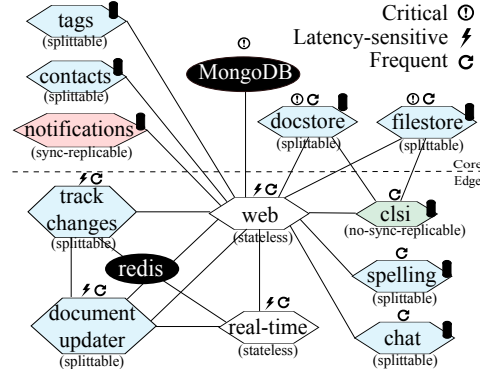 tags
(splittable)
Critical
Latency-sensitive
Frequent
contacts
(splittable)
MongoDB
notifications
(sync-replicable)
docstore
(splittable)
filestore
(splittable)
Core
Edge
track
changes
(splittable)
web
(stateless)
clsi
(no-sync-replicable)
redis
spelling
(splittable)
document
updater
(splittable)
real-time
(stateless)
chat
(splittable)